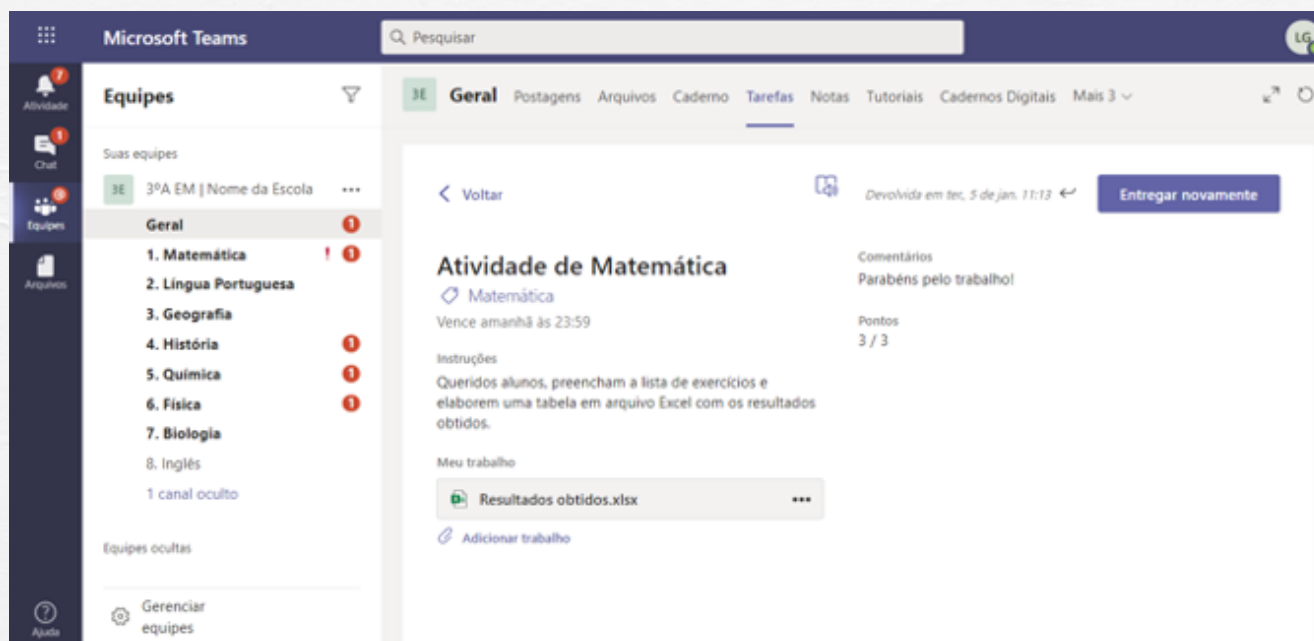 Microsoft Teams
Pesquisar
LG
7
Atividade
1
Chat
Equipes
Arquivos
Ajuda
Equipes
Suas equipes
3E 3ºA EM | Nome da Escola ...
Geral 1
1. Matemática ! 1
2. Língua Portuguesa
3. Geografia
4. História 1
5. Química 1
6. Física 1
7. Biologia
8. Inglês
1 canal oculto
Equipes ocultas
Gerenciar
equipes
3E Geral Postagens Arquivos Caderno Tarefas Notas Tutoriais Cadernos Digitais Mais 3
Voltar
Devolvida em ter, 5 de jan. 11:13
Entregar novamente
Atividade de Matemática
Matemática
Vence amanhã às 23:59
Instruções
Queridos alunos, preencham a lista de exercícios e
elaborem uma tabela em arquivo Excel com os resultados
obtidos.
Meu trabalho
Resultados obtidos.xlsx ...
Adicionar trabalho
Comentários
Parabéns pelo trabalho!
Pontos
3 / 3